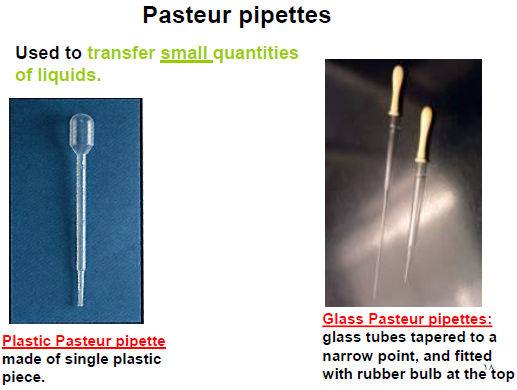 Pasteur pipettes
Used to transfer small quantities
of liquids.
Plastic Pasteur pipette
made of single plastic
piece.
Glass Pasteur pipettes:
glass tubes tapered to a
narrow point, and fitted
with rubber bulb at the top